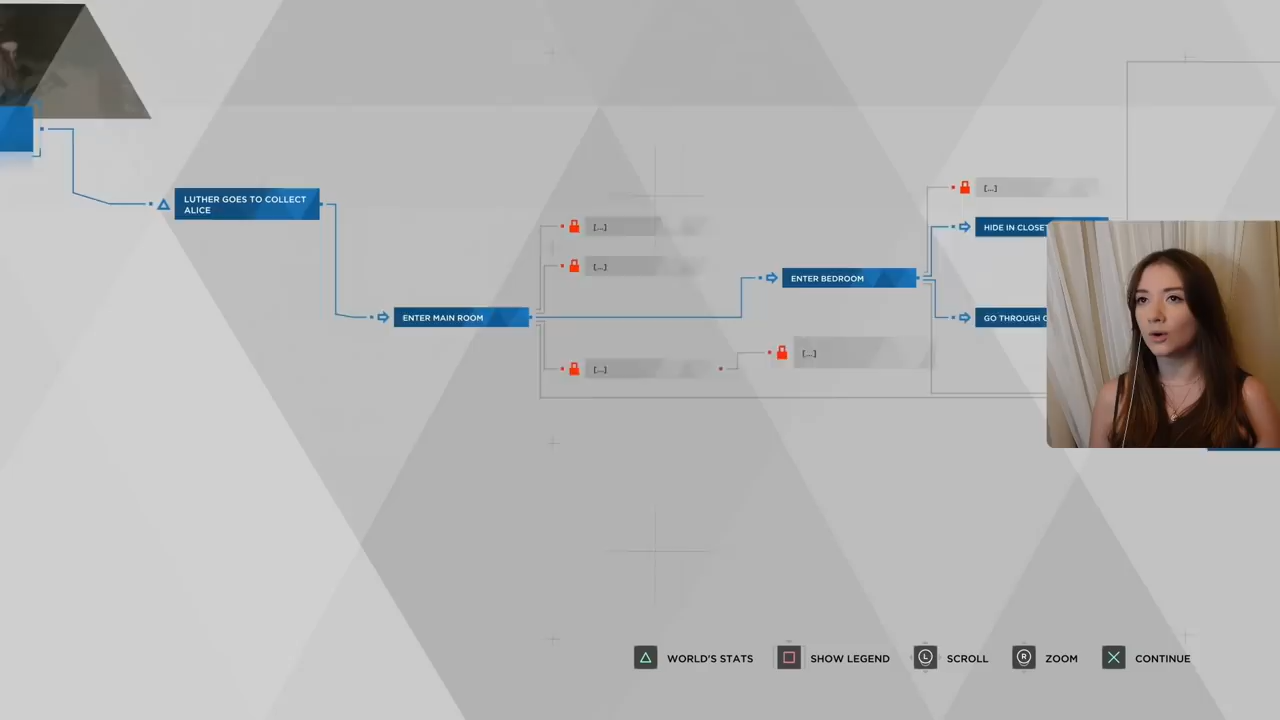 LUTHER GOES TO COLLECT
ALICE
ENTER MAIN ROOM
[...]
[...]
[...]
ENTER BEDROOM
[...]
[...]
HIDE IN CLOSET
GO THROUGH
WORLD'S STATS
SHOW LEGEND
L
SCROLL
R
ZOOM
CONTINUE